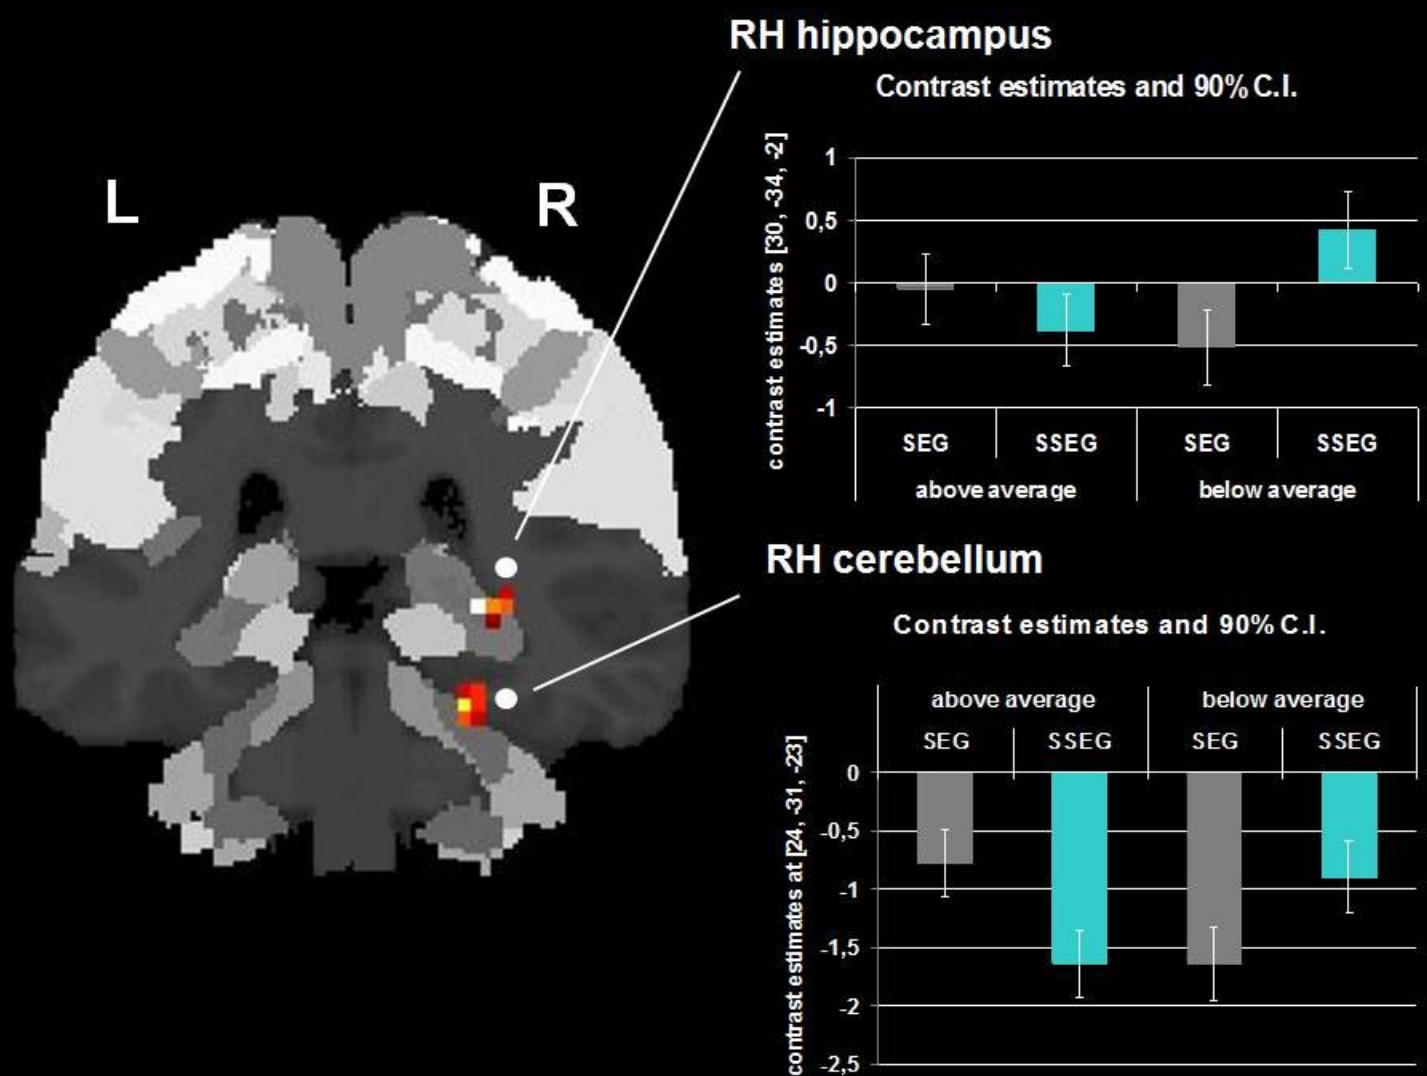 L
R
RH hippocampus
Contrast estimates and 90% C.I.
contrast estimates [30, -34, -2]
1
0,5
0
-0,5
-1
SEG SSEG SEG SSEG
above average below average
RH cerebellum
Contrast estimates and 90% C.I.
contrast estimates at [24, -31, -23]
above average below average
SEG SSEG SEG SSEG
0
-0,5
-1
-1,5
-2
-2,5